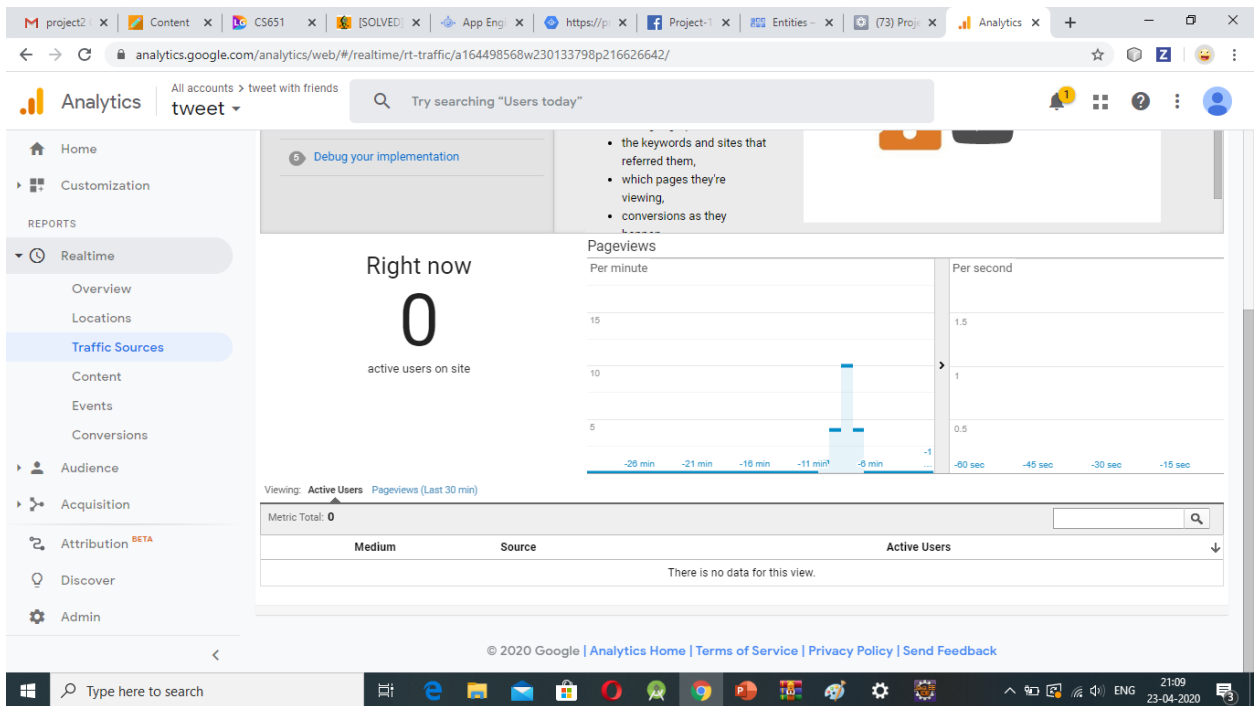 project2 (
Content
CS651
[SOLVED]
App Engi
https://p
Project-1
Entities –
(73) Proje
Analytics
analytics.google.com/analytics/web/#/realtime/rt-traffic/a164498568w230133798p216626642/
Analytics
All accounts > tweet with friends
tweet
Try searching "Users today"
1
Home
Customization
REPORTS
Realtime
Overview
Locations
Traffic Sources
Content
Events
Conversions
Audience
Acquisition
Attribution BETA
Discover
Admin
5 Debug your implementation
• the keywords and sites that
referred them,
• which pages they're
viewing,
• conversions as they
Right now
0
active users on site
Pageviews
Per minute
15
10
5
-26 min -21 min -16 min -11 min -6 min -1
...
Per second
1.5
1
0.5
-60 sec -45 sec -30 sec -15 sec
Viewing: Active Users Pageviews (Last 30 min)
Metric Total: 0
Medium Source Active Users
There is no data for this view.
© 2020 Google | Analytics Home | Terms of Service | Privacy Policy | Send Feedback
Type here to search
ENG
21:09
23-04-2020
3